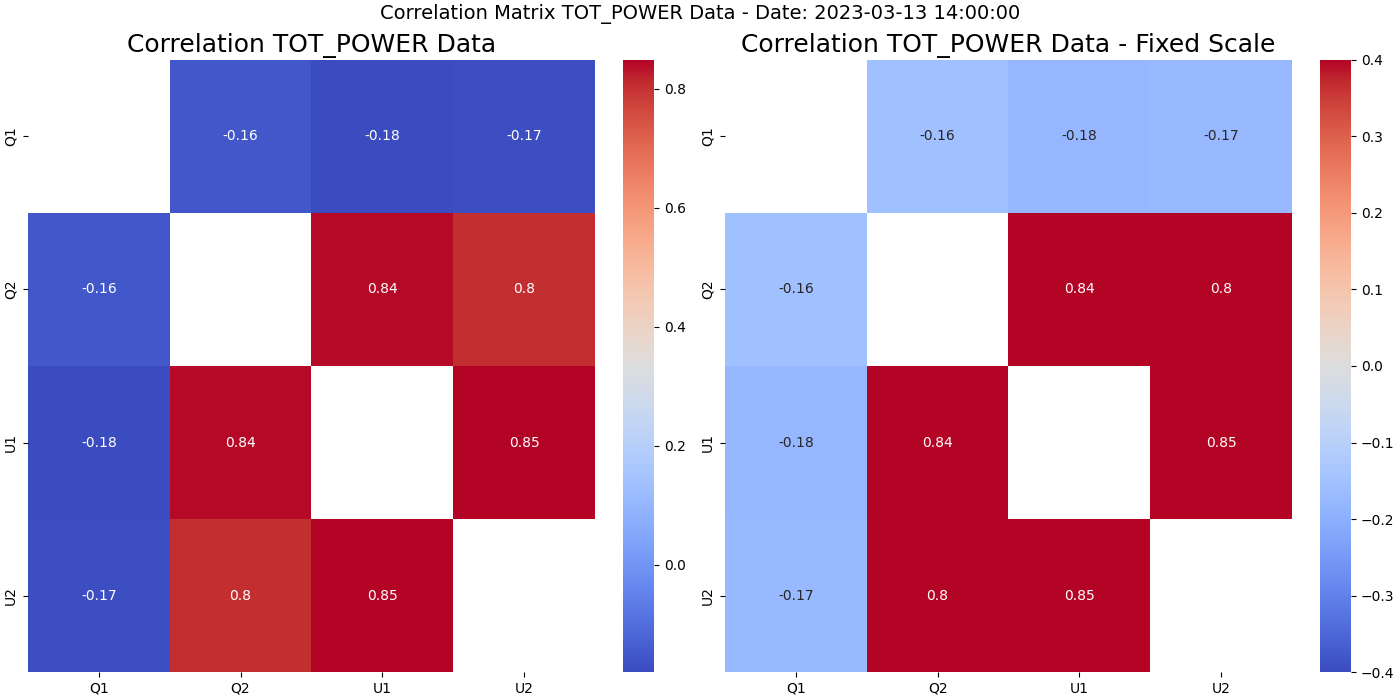 Correlation Matrix TOT_POWER Data - Date: 2023-03-13 14:00:00
Correlation TOT_POWER Data
Q1
-0.16
-0.18
-0.17
Q2
-0.16
0.84
0.8
U1
-0.18
0.84
0.85
U2
-0.17
0.8
0.85
Q1
Q2
U1
U2
0.8
0.6
0.4
0.2
0.0
Correlation TOT_POWER Data - Fixed Scale
Q1
-0.16
-0.18
-0.17
Q2
-0.16
0.84
0.8
U1
-0.18
0.84
0.85
U2
-0.17
0.8
0.85
Q1
Q2
U1
U2
0.4
0.3
0.2
0.1
0.0
−0.1
−0.2
−0.3
−0.4